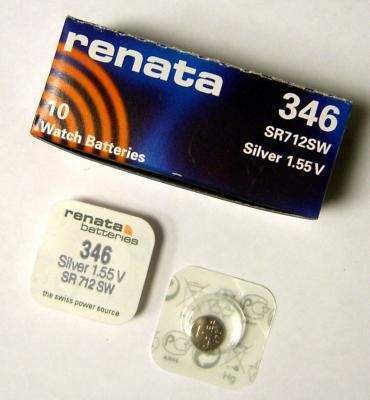 renata
346
10
SR712SW
Watch Batteries
Silver 1.55 V
renata
batteries
346
Silver 1.55 V
SR 712 SW
the swiss power source
Hg